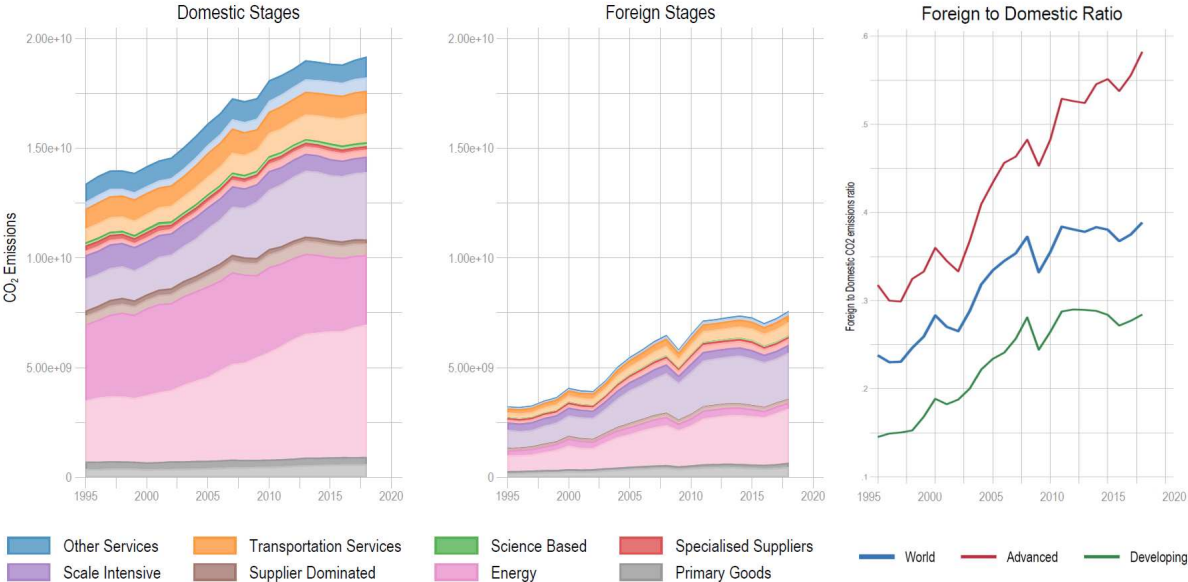 Domestic Stages
Foreign Stages
Foreign to Domestic Ratio
CO₂ Emissions
2.00e+10
1.50e+10
1.00e+10
5.00e+09
0
1995 2000 2005 2010 2015 2020
2.00e+10
1.50e+10
1.00e+10
5.00e+09
0
1995 2000 2005 2010 2015 2020
Foreign to Domestic CO2 emissions ratio
.6
.5
.4
.3
.2
.1
1995 2000 2005 2010 2015 2020
Other Services Transportation Services Science Based Specialised Suppliers
Scale Intensive Supplier Dominated Energy Primary Goods
World Advanced Developing